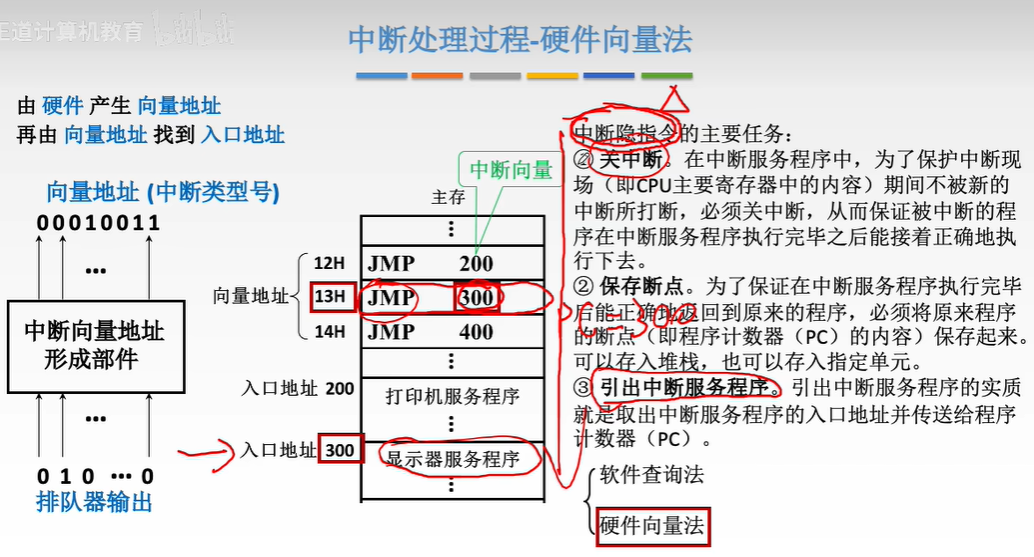 王道计算机教育 bilibili
中断处理过程-硬件向量法
由 硬件 产生 向量地址
再由 向量地址 找到 入口地址
向量地址 (中断类型号)
00010011
...
中断向量地址
形成部件
...
0 1 0 ... 0
排队器输出
中断向量
主存
⋮
12H JMP 200
向量地址 13H JMP 300
14H JMP 400
⋮
入口地址 200 打印机服务程序
⋮
入口地址 300 显示器服务程序
⋮
PC=300
中断隐指令的主要任务：
① 关中断。在中断服务程序中，为了保护中断现
场（即CPU主要寄存器中的内容）期间不被新的
中断所打断，必须关中断，从而保证被中断的程
序在中断服务程序执行完毕之后能接着正确地执
行下去。
② 保存断点。为了保证在中断服务程序执行完毕
后能正确地返回到原来的程序，必须将原来程序
的断点（即程序计数器（PC）的内容）保存起来。
可以存入堆栈，也可以存入指定单元。
③ 引出中断服务程序。引出中断服务程序的实质
就是取出中断服务程序的入口地址并传送给程序
计数器（PC）。
软件查询法
硬件向量法